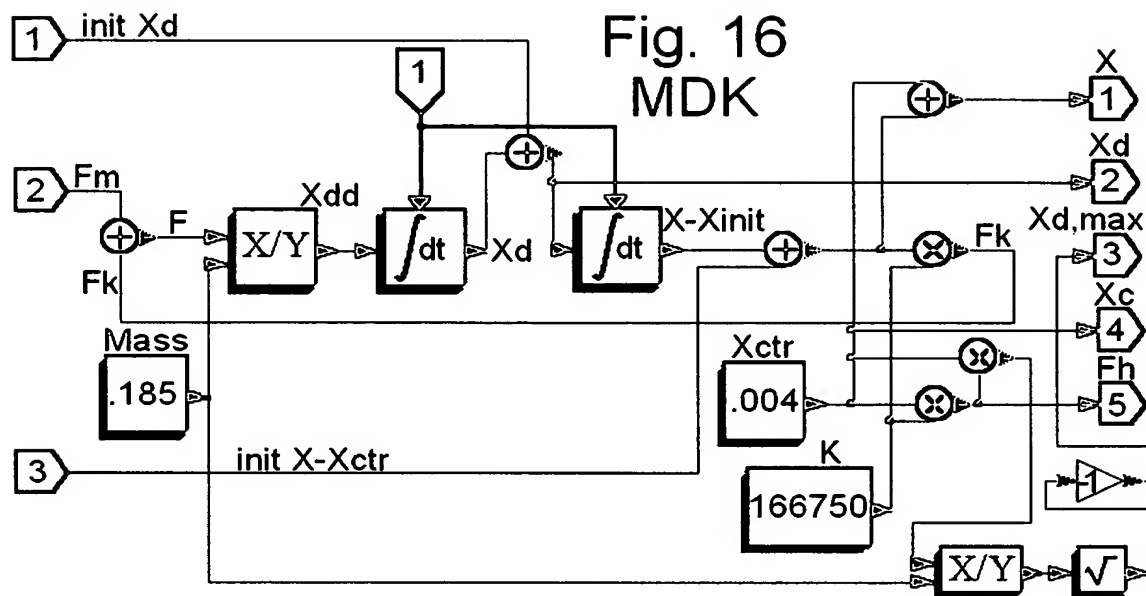 Fig. 16
MDK
1
init Xd
1
X
1
Xd
2
2
Fm
F
Xdd
X/Y
∫dt
Xd
∫dt
X-Xinit
Fk
Xd,max
3
Fk
Xc
4
Mass
.185
Xctr
.004
Fh
5
3
init X-Xctr
K
166750
-1
X/Y
√